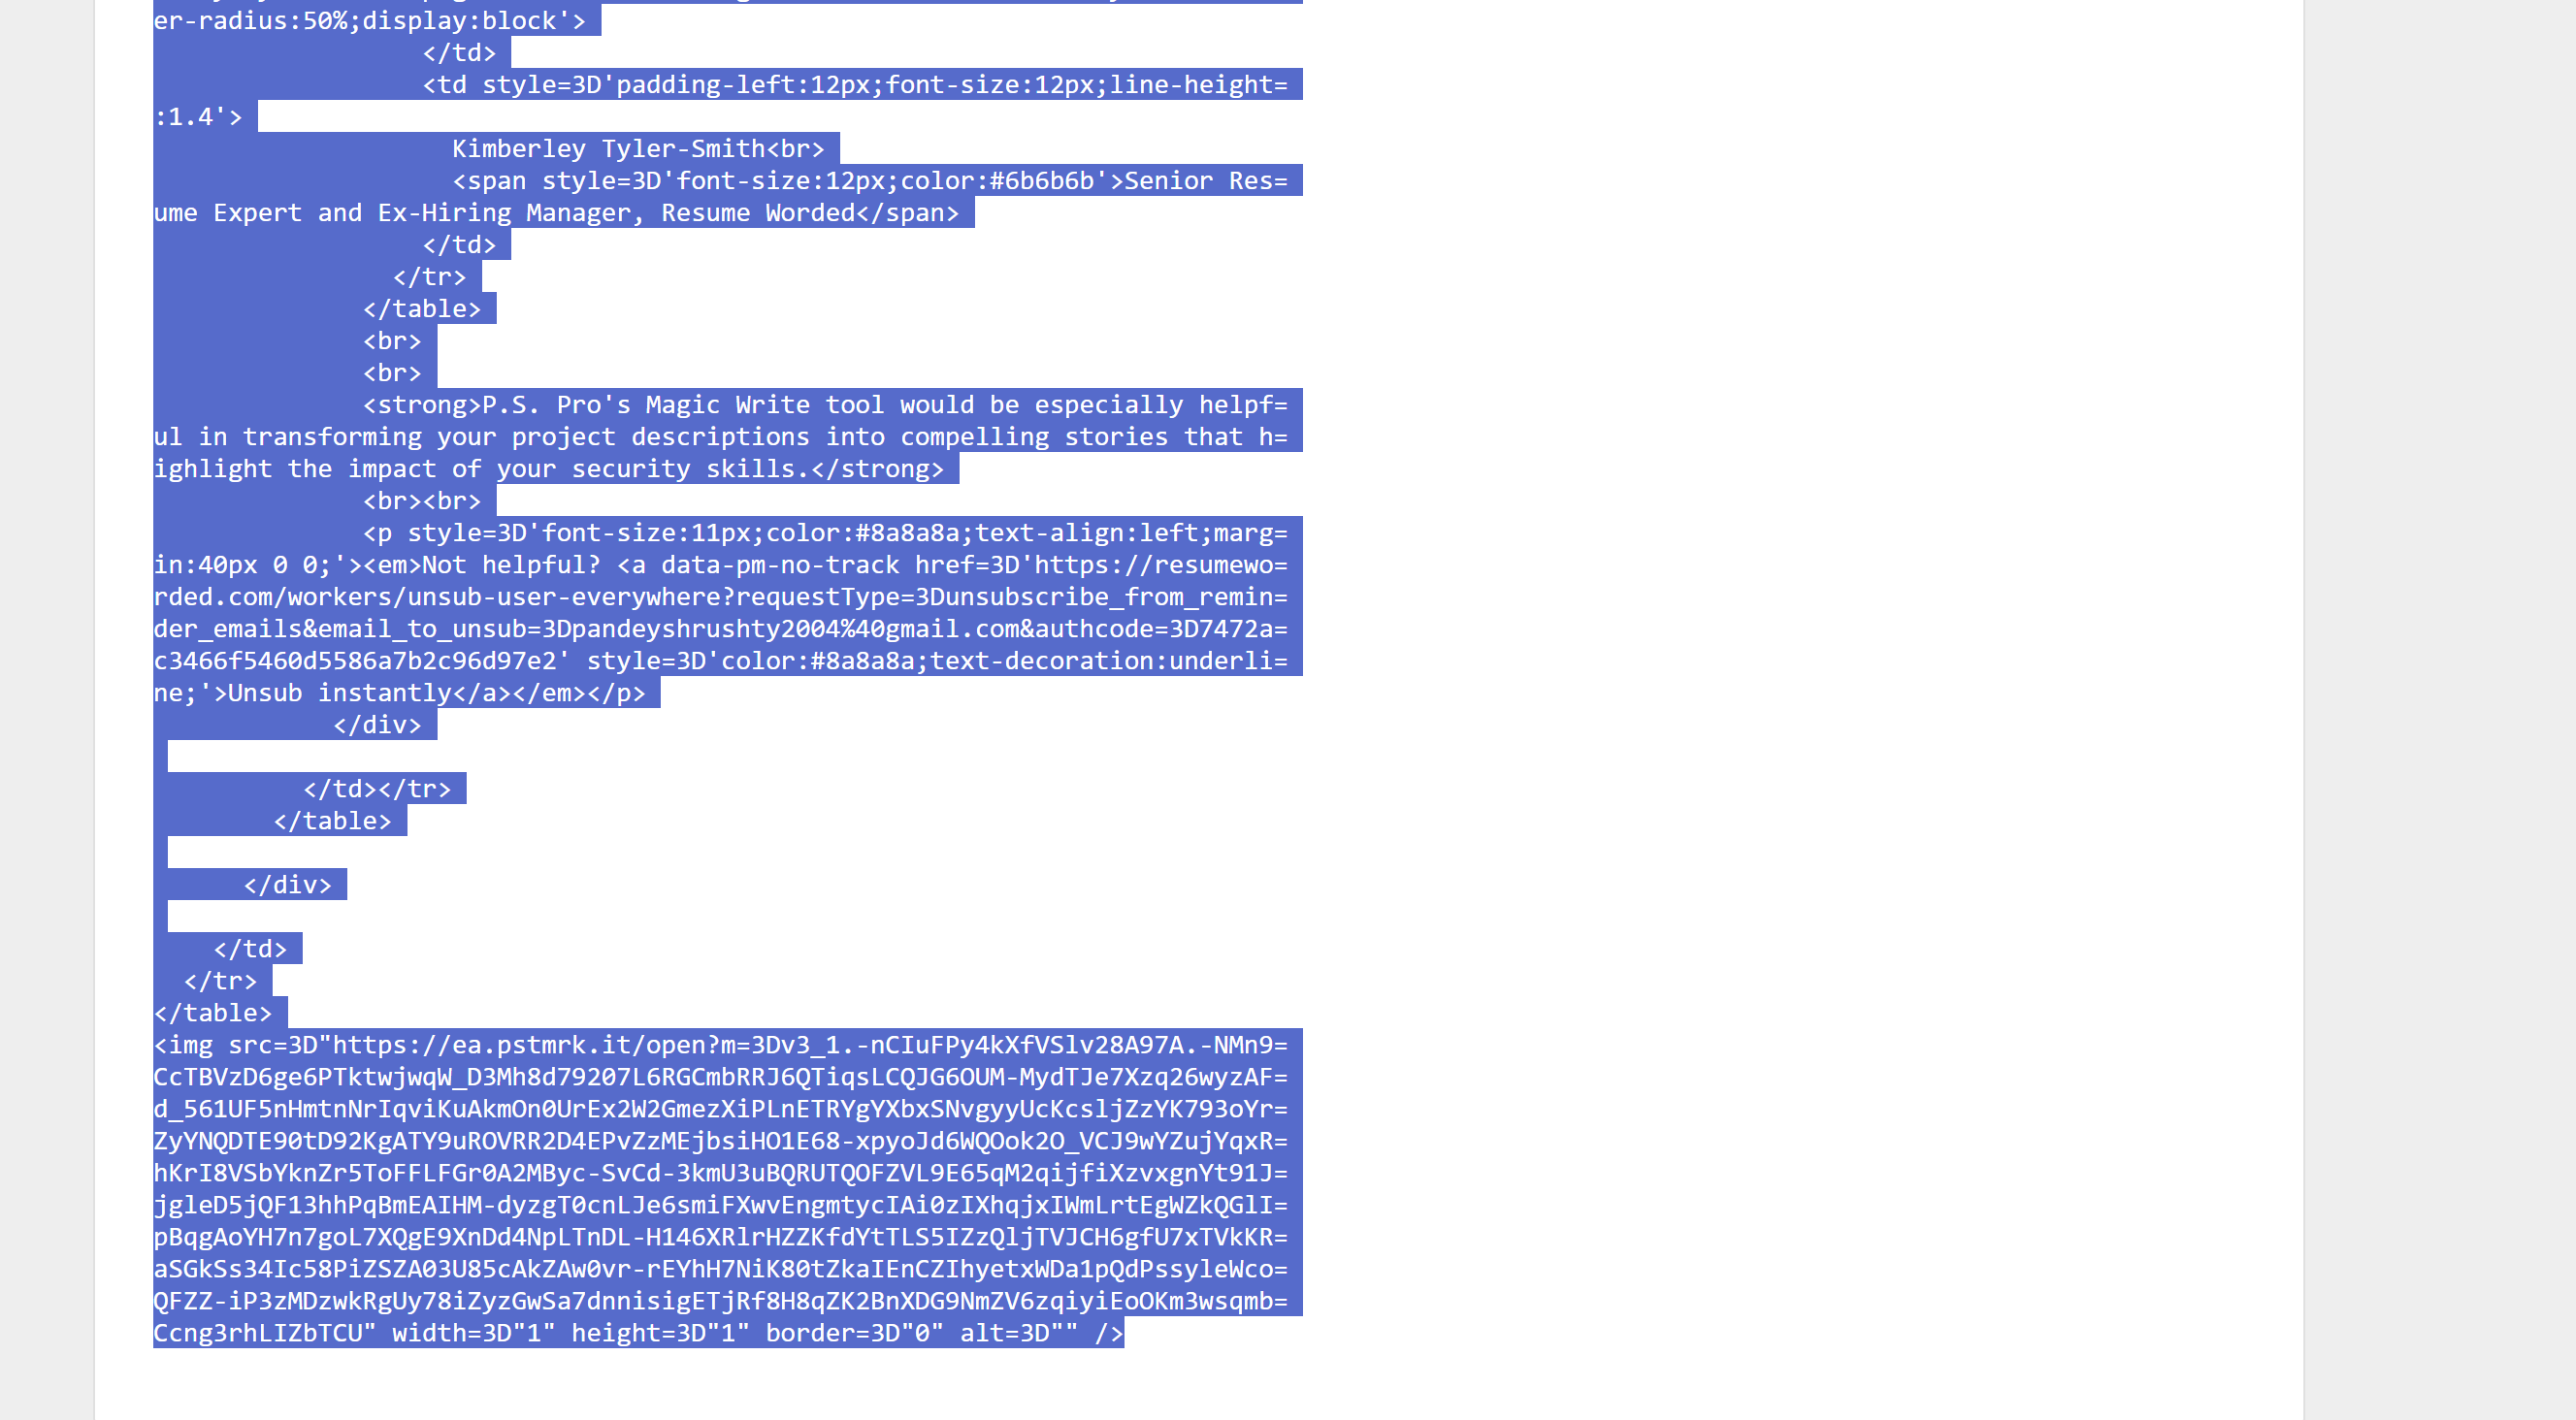 er-radius:50%;display:block'>
</td>
<td style=3D'padding-left:12px;font-size:12px;line-height=
:1.4'>
Kimberley Tyler-Smith<br>
<span style=3D'font-size:12px;color:#6b6b6b'>Senior Res=
ume Expert and Ex-Hiring Manager, Resume Worded</span>
</td>
</tr>
</table>
<br>
<br>
<strong>P.S. Pro's Magic Write tool would be especially helpf=
ul in transforming your project descriptions into compelling stories that h=
ighlight the impact of your security skills.</strong>
<br><br>
<p style=3D'font-size:11px;color:#8a8a8a;text-align:left;marg=
in:40px 0 0;'><em>Not helpful? <a data-pm-no-track href=3D'https://resumewo=
rded.com/workers/unsub-user-everywhere?requestType=3Dunsubscribe_from_remin=
der_emails&email_to_unsub=3Dpandeyshrushty2004%40gmail.com&authcode=3D7472a=
c3466f5460d5586a7b2c96d97e2' style=3D'color:#8a8a8a;text-decoration:underli=
ne;'>Unsub instantly</a></em></p>
</div>
</td></tr>
</table>
</div>
</td>
</tr>
</table>
<img src=3D"https://ea.pstmrk.it/open?m=3Dv3_1.-nCIuFPy4kXfVSlv28A97A.-NMn9=
CcTBVzD6ge6PTktwjwqW_D3Mh8d79207L6RGCmbRRJ6QTiqsLCQJG6OUM-MydTJe7Xzq26wyzAF=
d_561UF5nHmtnNrIqviKuAkmOn0UrEx2W2GmezXiPLnETRYgYXbxSNvgyyUcKcsljZzYK793oYr=
ZyYNQDTE90tD92KgATY9uROVRR2D4EPvZzMEjbsiHO1E68-xpyoJd6WQOok2O_VCJ9wYZujYqxR=
hKrI8VSbYknZr5ToFFLFGr0A2MByc-SvCd-3kmU3uBQRUTQOFZVL9E65qM2qijfiXzvxgnYt91J=
jgleD5jQF13hhPqBmEAIHM-dyzgT0cnLJe6smiFXwvEngmtycIAi0zIXhqjxIWmLrtEgWZkQGlI=
pBqgAoYH7n7goL7XQgE9XnDd4NpLTnDL-H146XRlrHZZKfdYtTLS5IZzQljTVJCH6gfU7xTVkKR=
aSGkSs34Ic58PiZSZA03U85cAkZAw0vr-rEYhH7NiK80tZkaIEnCZIhyetxWDa1pQdPssyleWco=
QFZZ-iP3zMDzwkRgUy78iZyzGwSa7dnnisigETjRf8H8qZK2BnXDG9NmZV6zqiyiEoOKm3wsqmb=
Ccng3rhLIZbTCU" width=3D"1" height=3D"1" border=3D"0" alt=3D"" />